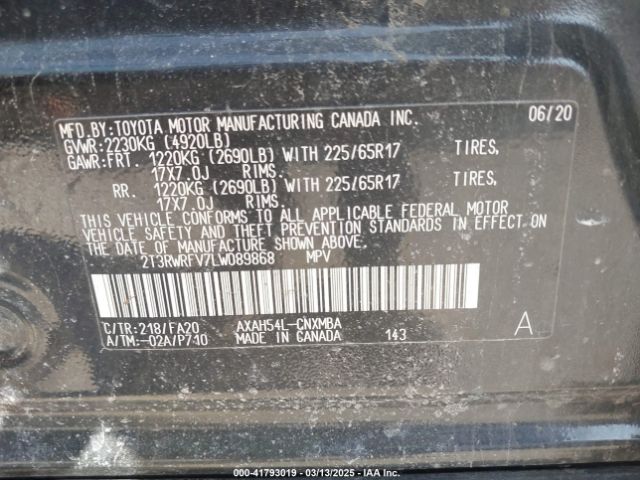 MFD.BY:TOYOTA MOTOR MANUFACTURING CANADA INC. 06/20
GVWR:2230KG (4920LB)
GAWR:FRT. 1220KG (2690LB) WITH 225/65R17 TIRES,
17X7.0J RIMS.
RR. 1220KG (2690LB) WITH 225/65R17 TIRES,
17X7.0J RIMS.
THIS VEHICLE CONFORMS TO ALL APPLICABLE FEDERAL MOTOR
VEHICLE SAFETY AND THEFT PREVENTION STANDARDS IN EFFECT ON
THE DATE OF MANUFACTURE SHOWN ABOVE.
2T3RWRFV7LW089868 MPV
C/TR:218/FA20 AXAH54L-CNXMBA A
A/TM:-02A/P710 MADE IN CANADA 143
000-41793019 - 03/13/2025 - IAA Inc.